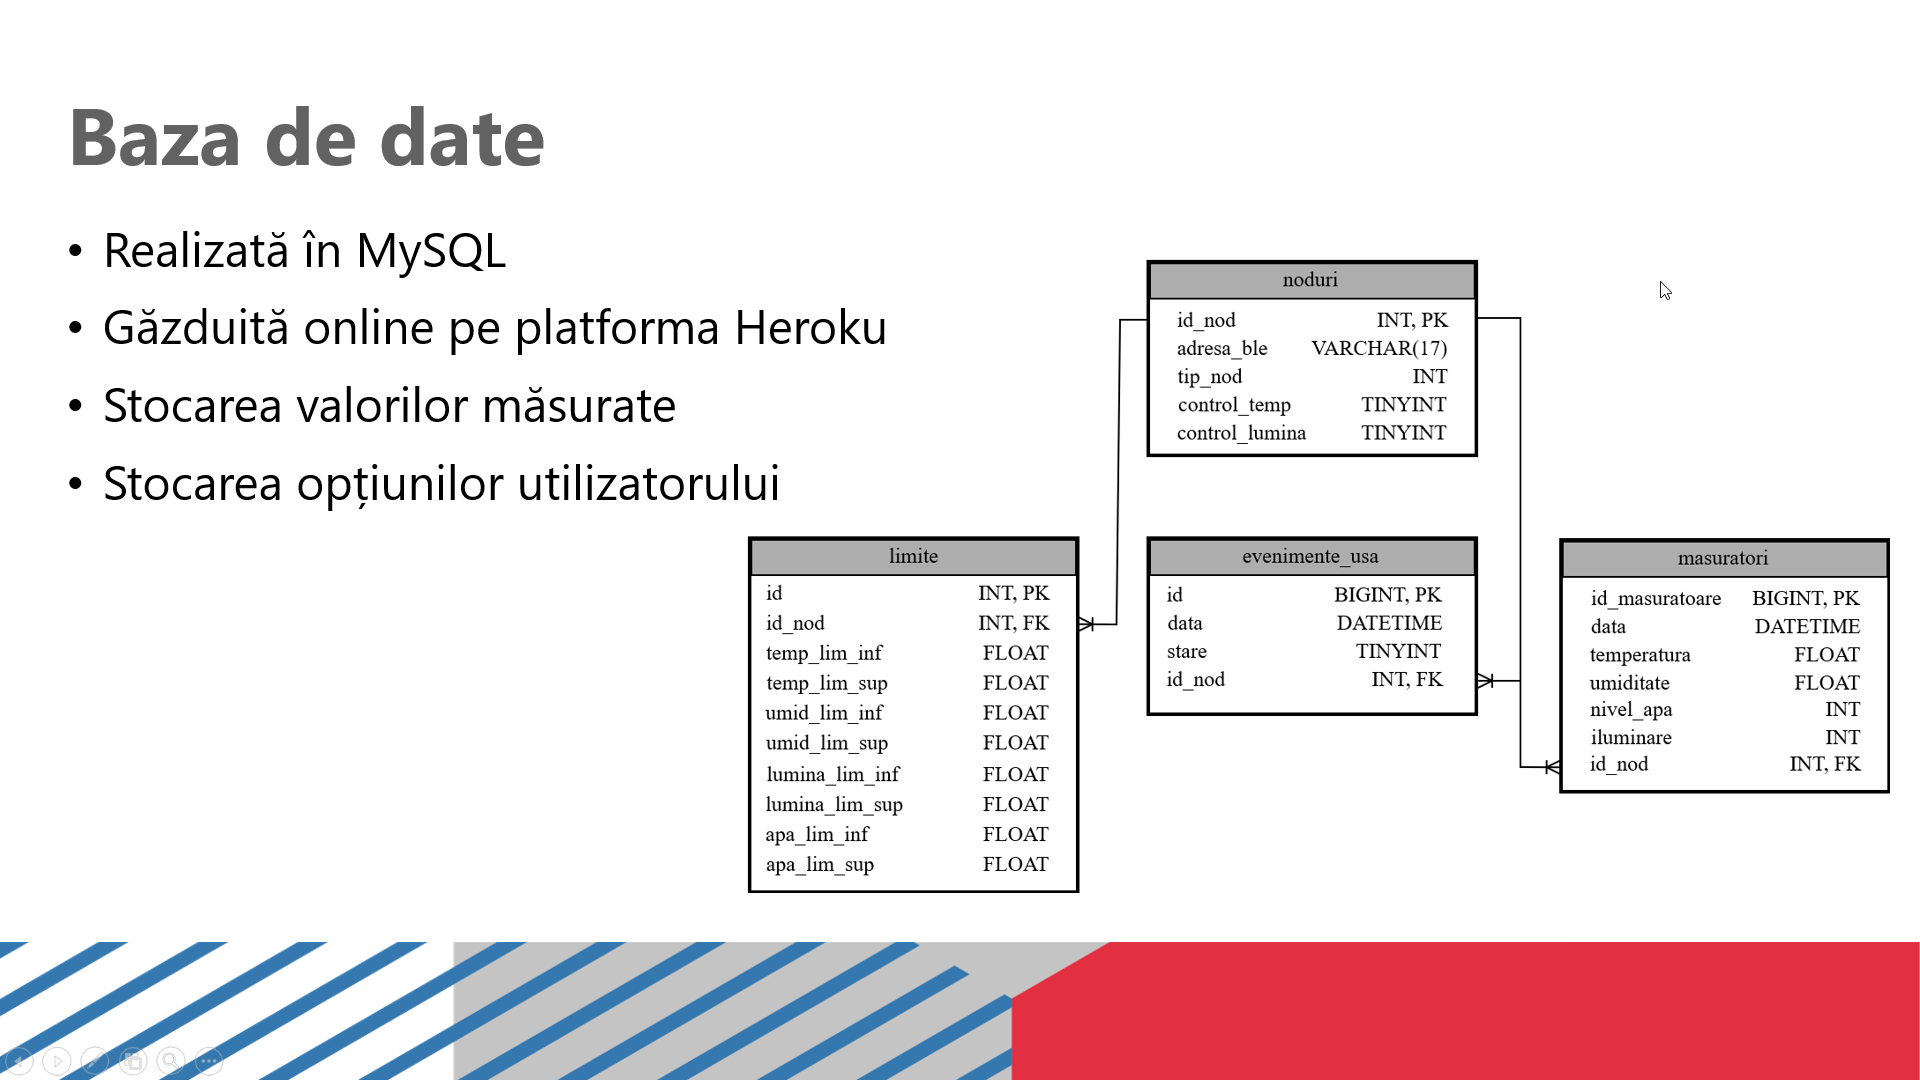 Baza de date
• Realizată în MySQL
• Găzduită online pe platforma Heroku
• Stocarea valorilor măsurate
• Stocarea opțiunilor utilizatorului
noduri
id_nod INT, PK
adresa_ble VARCHAR(17)
tip_nod INT
control_temp TINYINT
control_lumina TINYINT
limite
id INT, PK
id_nod INT, FK
temp_lim_inf FLOAT
temp_lim_sup FLOAT
umid_lim_inf FLOAT
umid_lim_sup FLOAT
lumina_lim_inf FLOAT
lumina_lim_sup FLOAT
apa_lim_inf FLOAT
apa_lim_sup FLOAT
evenimente_usa
id BIGINT, PK
data DATETIME
stare TINYINT
id_nod INT, FK
masuratori
id_masuratoare BIGINT, PK
data DATETIME
temperatura FLOAT
umiditate FLOAT
nivel_apa INT
iluminare INT
id_nod INT, FK